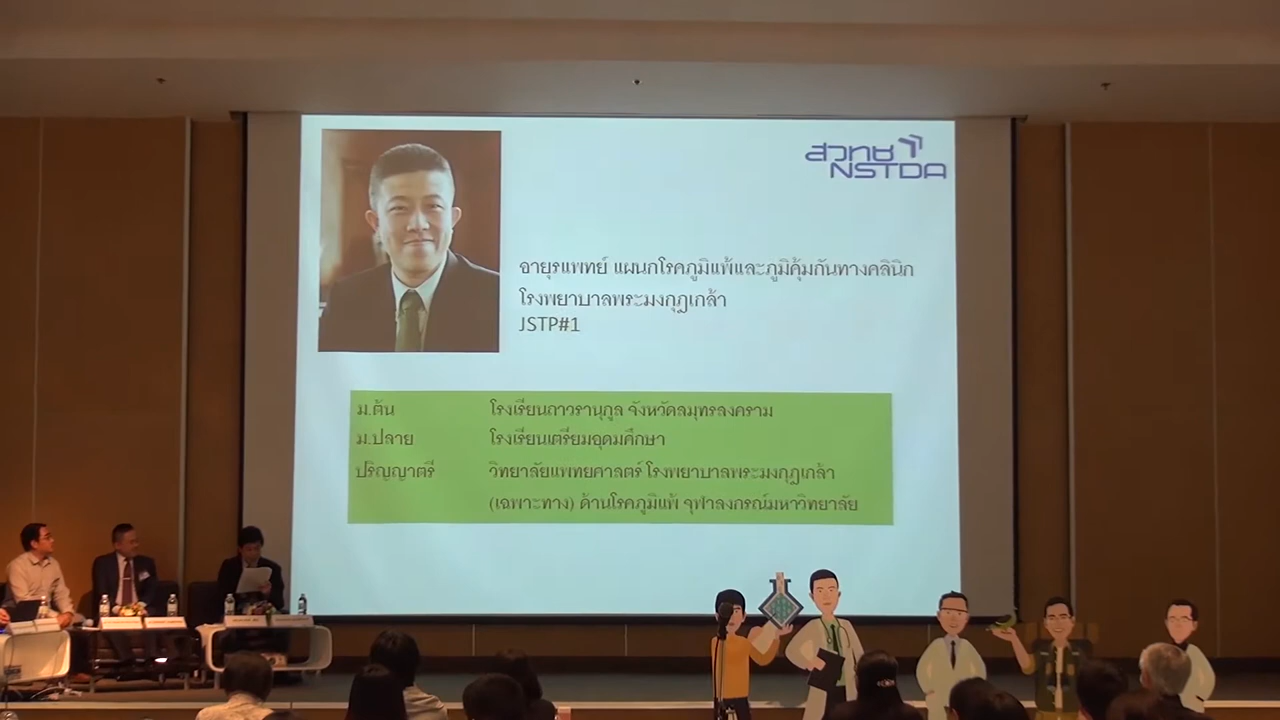 สวทช
NSTDA
อายุรแพทย์ แผนกโรคภูมิแพ้และภูมิคุ้มกันทางคลินิก
โรงพยาบาลพระมงกุฎเกล้า
JSTP#1
ม.ต้น โรงเรียนถาวรานุกูล จังหวัดสมุทรสงคราม
ม.ปลาย โรงเรียนเตรียมอุดมศึกษา
ปริญญาตรี วิทยาลัยแพทยศาสตร์ โรงพยาบาลพระมงกุฎเกล้า
(เฉพาะทาง) ด้านโรคภูมิแพ้ จุฬาลงกรณ์มหาวิทยาลัย